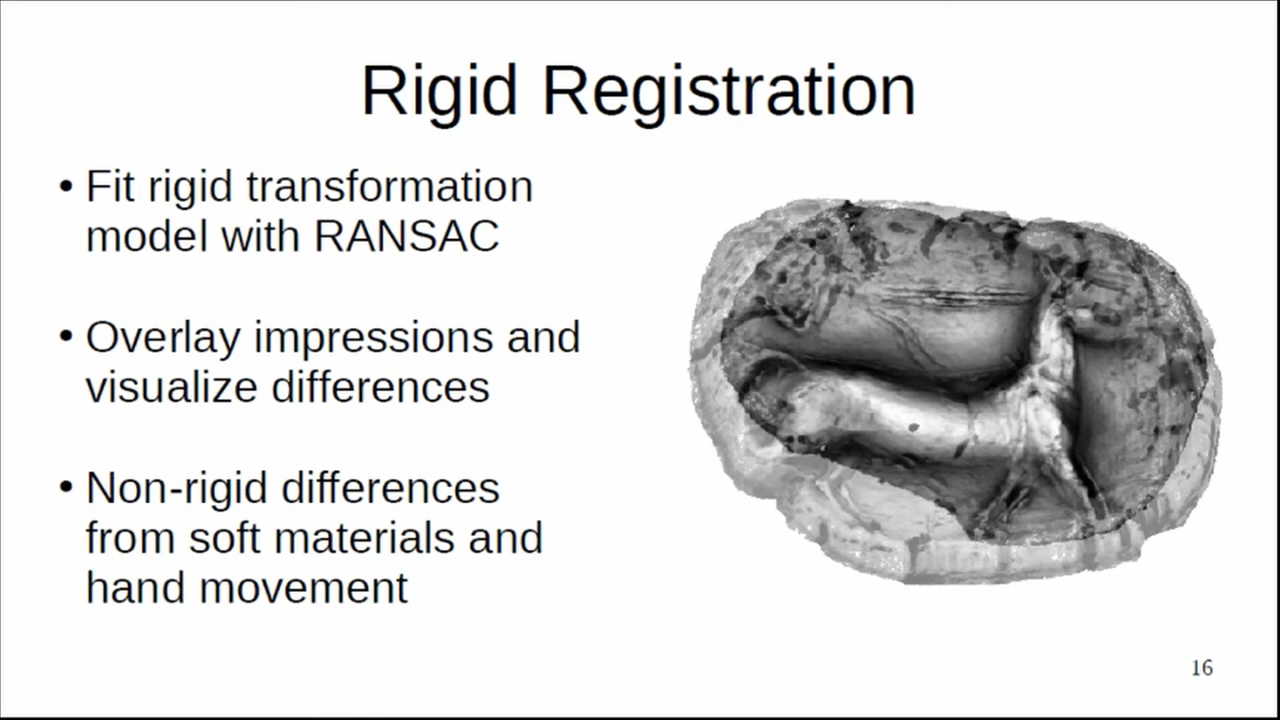 Rigid Registration
• Fit rigid transformation
model with RANSAC
• Overlay impressions and
visualize differences
• Non-rigid differences
from soft materials and
hand movement
16